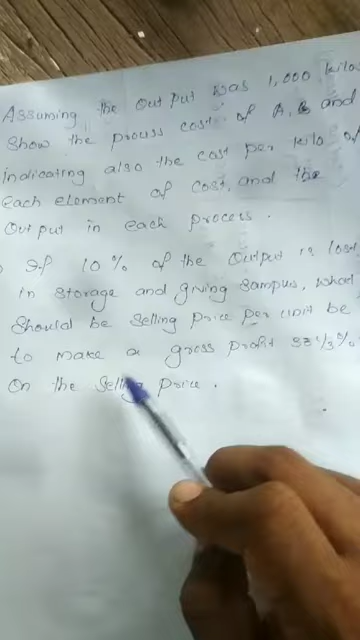 Assuming the Output was 1,000 kilos
Show the process cost of A, B and
indicating also the cost per kilo of
each element of cost, and the
Output in each process.
If 10% of the Output is lost
in storage and giving sampus, what
Should be selling price per unit be
to make a gross profit 33 1/3 %
On the selling price.